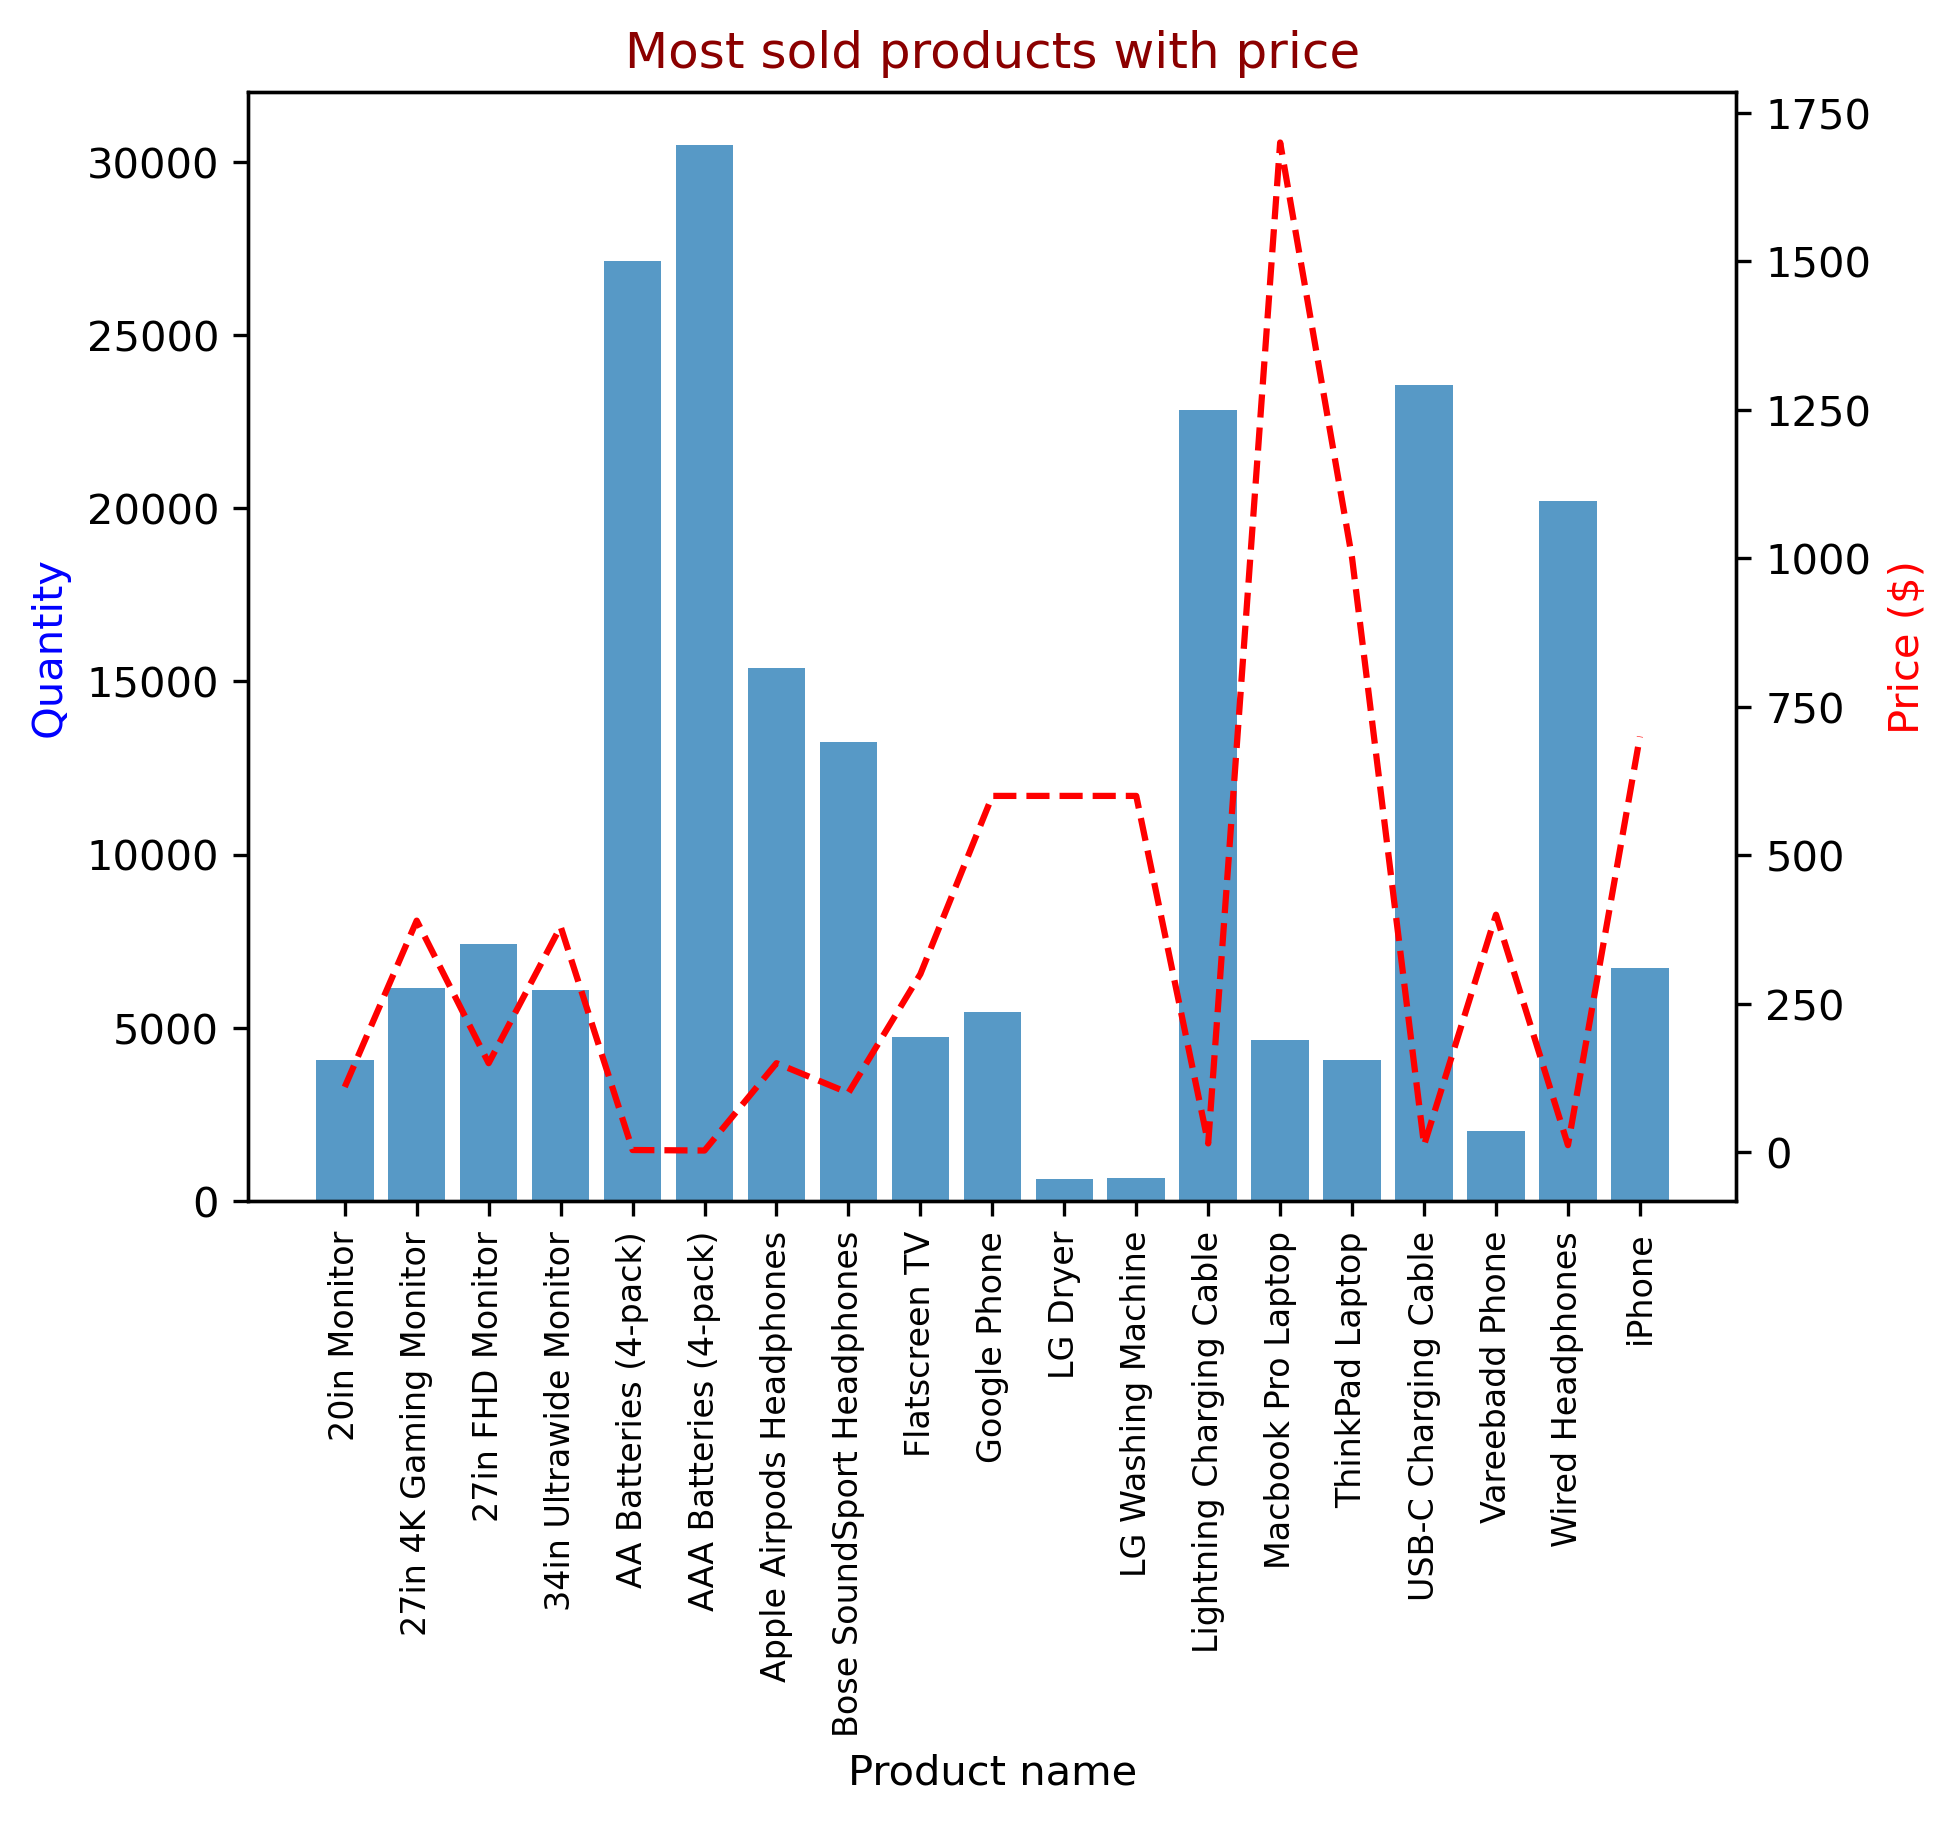 Most sold products with price
Quantity
30000
25000
20000
15000
10000
5000
0
1750
1500
1250
1000
750
500
250
0
Price ($)
20in Monitor
27in 4K Gaming Monitor
27in FHD Monitor
34in Ultrawide Monitor
AA Batteries (4-pack)
AAA Batteries (4-pack)
Apple Airpods Headphones
Bose SoundSport Headphones
Flatscreen TV
Google Phone
LG Dryer
LG Washing Machine
Lightning Charging Cable
Macbook Pro Laptop
ThinkPad Laptop
USB-C Charging Cable
Vareebadd Phone
Wired Headphones
iPhone
Product name